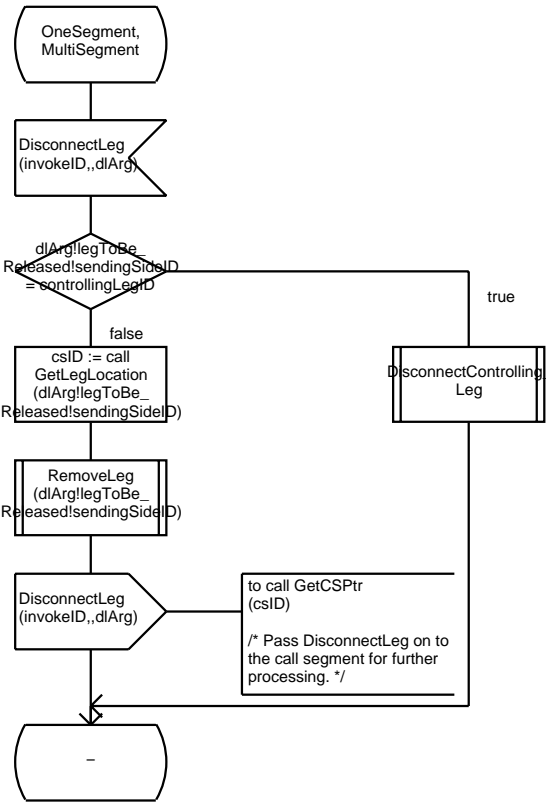 OneSegment,
MultiSegment
DisconnectLeg
(invokeID,,dlArg)
dlArg!legToBe_
Released!sendingSideID
= controllingLegID
true
false
csID := call
GetLegLocation
(dlArg!legToBe_
Released!sendingSideID)
DisconnectControlling_
Leg
RemoveLeg
(dlArg!legToBe_
Released!sendingSideID)
DisconnectLeg
(invokeID,,dlArg)
to call GetCSPtr
(csID)
/* Pass DisconnectLeg on to
the call segment for further
processing. */
–